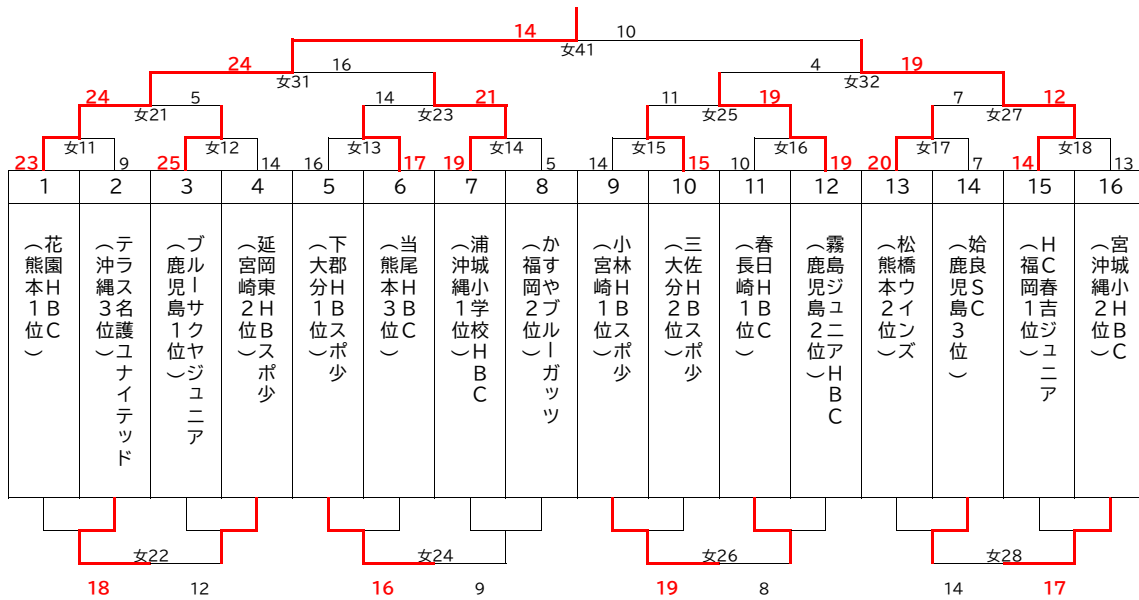 14 10
女41
24 16 4 19
女31 女32
24 5 14 21 11 19 7 12
女21 女23 女25 女27
女11 女12 女13 女14 女15 女16 女17 女18
23 9 25 14 16 17 19 5 14 15 10 19 20 7 14 13
1 2 3 4 5 6 7 8 9 10 11 12 13 14 15 16
花園HBC
(熊本1位)
テラス名護ユナイテッド
(沖縄3位)
ブルーサクヤジュニア
(鹿児島1位)
延岡東HBスポ少
(宮崎2位)
下郡HBスポ少
(大分1位)
当尾HBC
(熊本3位)
浦城小学校HBC
(沖縄1位)
かすやブルーガッツ
(福岡2位)
小林HBスポ少
(宮崎1位)
三佐HBスポ少
(大分2位)
春日HBC
(長崎1位)
霧島ジュニアHBC
(鹿児島2位)
松橋ウインズ
(熊本2位)
姶良SC
(鹿児島3位)
HC春吉ジュニア
(福岡1位)
宮城小HBC
(沖縄2位)
女22 女24 女26 女28
18 12 16 9 19 8 14 17